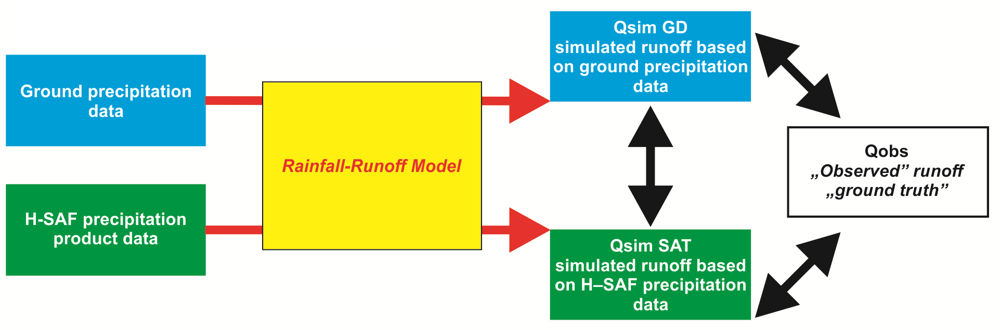 Ground precipitation
data
H-SAF precipitation
product data
Rainfall-Runoff Model
Qsim GD
simulated runoff based
on ground precipitation
data
Qsim SAT
simulated runoff based
on H–SAF precipitation
data
Qobs
„Observed” runoff
„ground truth”